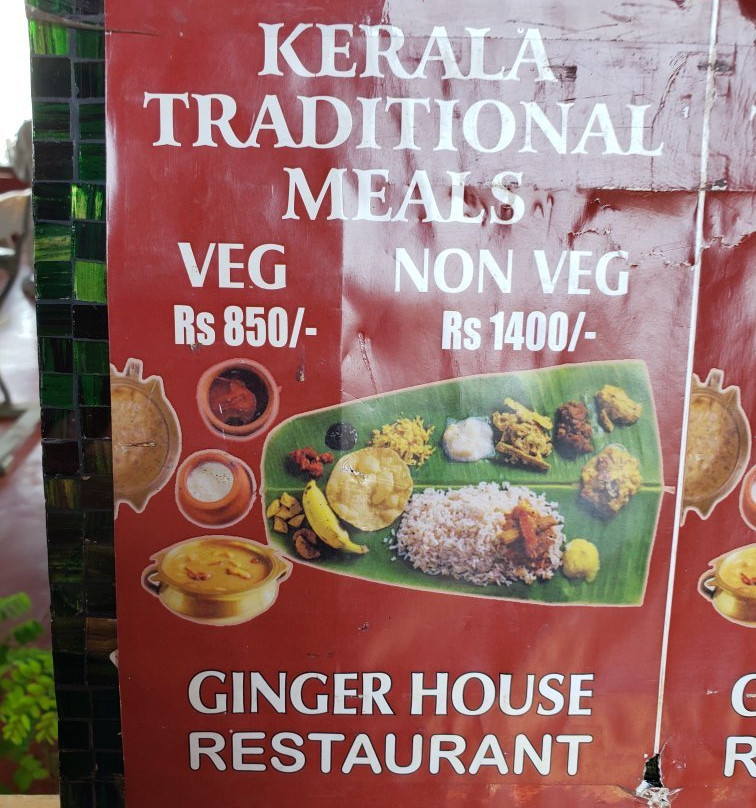 KERALA
TRADITIONAL
MEALS
VEG NON VEG
Rs 850/- Rs 1400/-
GINGER HOUSE
RESTAURANT
G
R